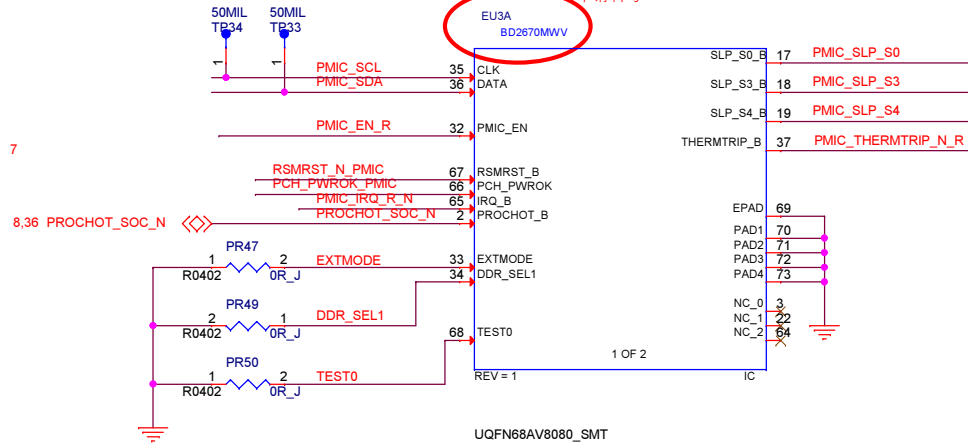 50MIL
TP34
50MIL
TP33
EU3A
BD2670MWV
1
1
PMIC_SCL
35
CLK
PMIC_SDA
36
DATA
PMIC_EN_R
32
PMIC_EN
7
RSMRST_N_PMIC
67
RSMRST_B
PCH_PWROK_PMIC
66
PCH_PWROK
PMIC_IRQ_R_N
65
IRQ_B
8,36 PROCHOT_SOC_N
PROCHOT_SOC_N
2
PROCHOT_B
PR47
1
2
R0402
0R_J
EXTMODE
33
EXTMODE
34
DDR_SEL1
PR49
2
1
R0402
0R_J
DDR_SEL1
68
TEST0
PR50
1
2
R0402
0R_J
TEST0
SLP_S0_B
17
PMIC_SLP_S0
SLP_S3_B
18
PMIC_SLP_S3
SLP_S4_B
19
PMIC_SLP_S4
THERMTRIP_B
37
PMIC_THERMTRIP_N_R
EPAD
69
PAD1
70
PAD2
71
PAD3
72
PAD4
73
NC_0
3
NC_1
22
NC_2
64
1 OF 2
REV = 1
IC
UQFN68AV8080_SMT